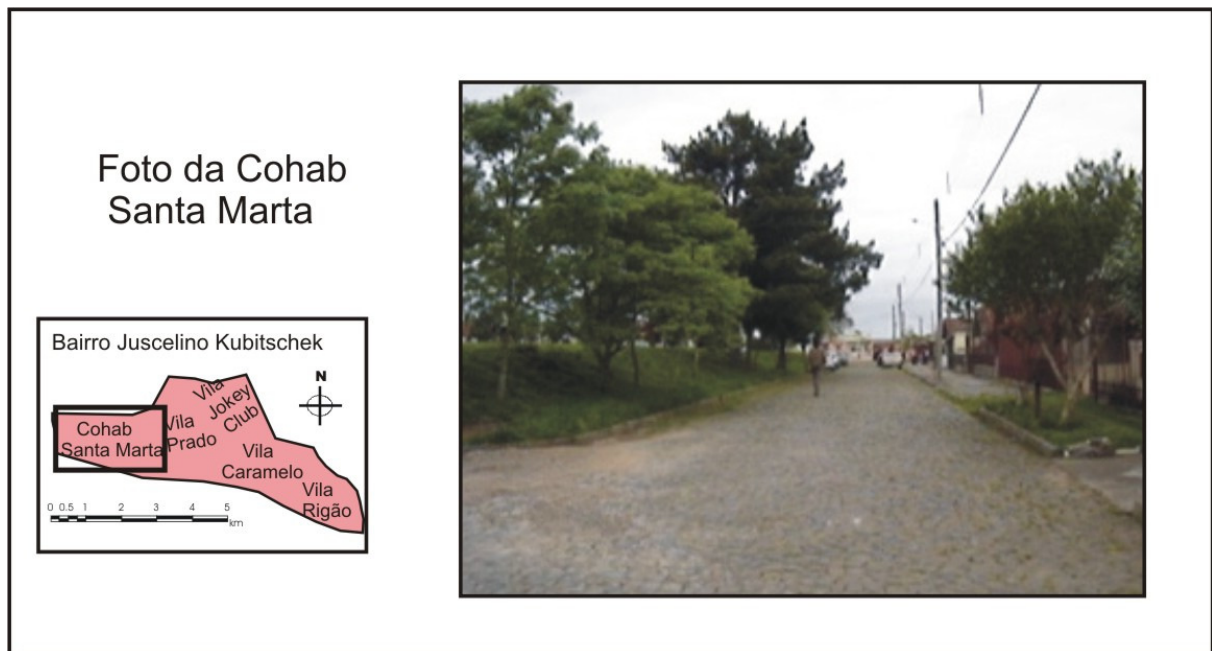 Foto da Cohab
Santa Marta
Bairro Juscelino Kubitschek
N
Vila
Jokey
Club
Vila
Prado
Cohab
Santa Marta
Vila
Caramelo
Vila
Rigão
0 0.5 1 2 3 4 5
km